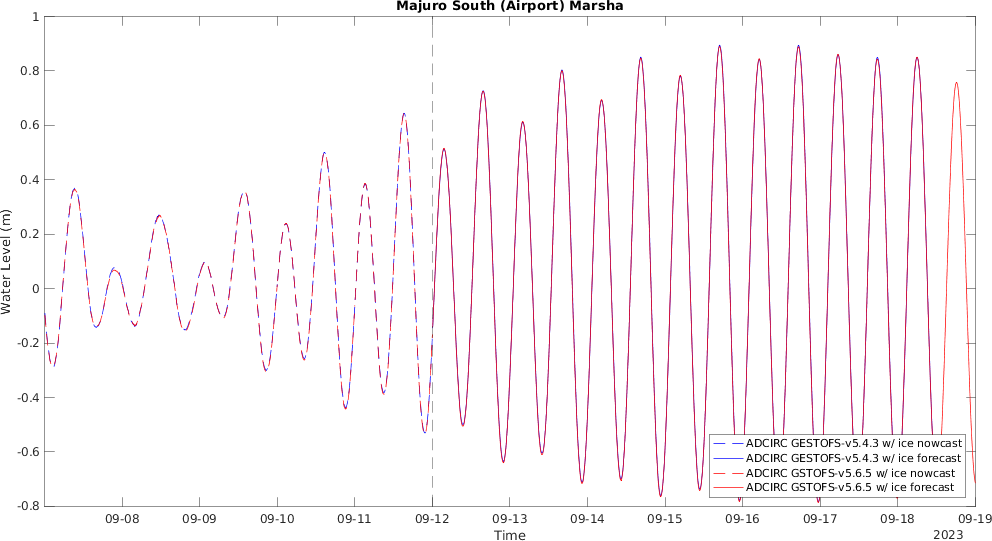 Majuro South (Airport) Marsha
1
0.8
0.6
0.4
0.2
0
-0.2
-0.4
-0.6
-0.8
Water Level (m)
ADCIRC GESTOFS-v5.4.3 w/ ice nowcast
ADCIRC GESTOFS-v5.4.3 w/ ice forecast
ADCIRC GSTOFS-v5.6.5 w/ ice nowcast
ADCIRC GSTOFS-v5.6.5 w/ ice forecast
09-08 09-09 09-10 09-11 09-12 09-13 09-14 09-15 09-16 09-17 09-18 09-19
Time
2023